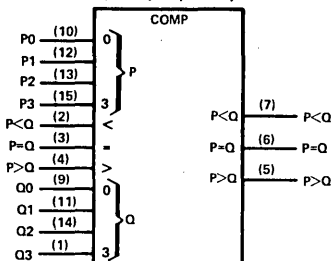 COMP
P0 (10) 0
P1 (12)
P2 (13) P
P3 (15) 3
P<Q (2) < P<Q (7) P<Q
P=Q (3) = P=Q (6) P=Q
P>Q (4) > P>Q (5) P>Q
Q0 (9) 0
Q1 (11)
Q2 (14) Q
Q3 (1) 3